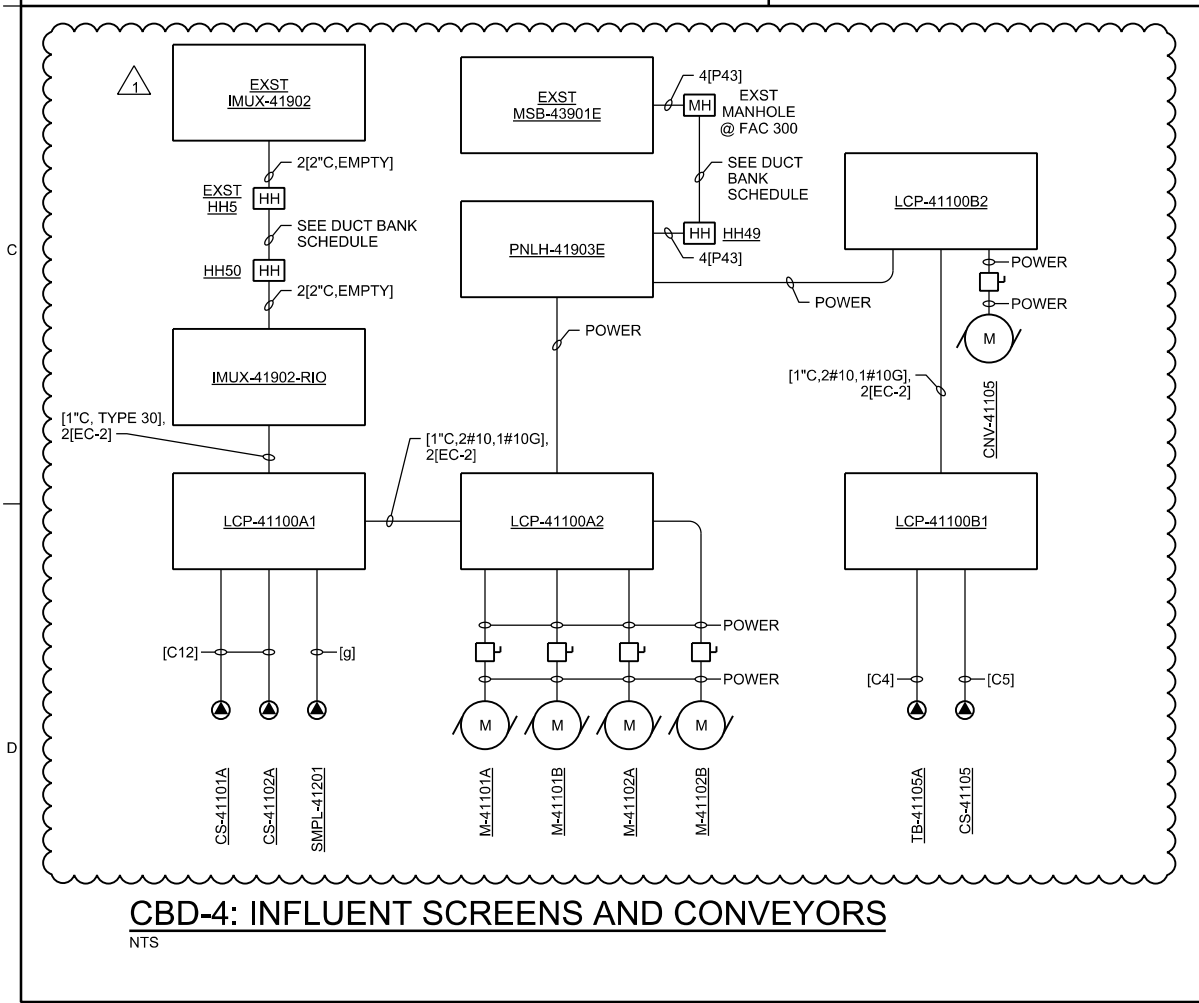 1
EXST
IMUX-41902
2[2"C,EMPTY]
EXST
HH5
HH
SEE DUCT BANK
SCHEDULE
HH50
HH
2[2"C,EMPTY]
IMUX-41902-RIO
[1"C, TYPE 30],
2[EC-2]
LCP-41100A1
[C12]
[g]
CS-41101A
CS-41102A
SMPL-41201
EXST
MSB-43901E
4[P43]
MH
EXST
MANHOLE
@ FAC 300
SEE DUCT
BANK
SCHEDULE
PNLH-41903E
HH
HH49
4[P43]
POWER
POWER
[1"C,2#10,1#10G],
2[EC-2]
LCP-41100A2
POWER
POWER
M
M
M
M
M-41101A
M-41101B
M-41102A
M-41102B
LCP-41100B2
POWER
POWER
M
CNV-41105
[1"C,2#10,1#10G],
2[EC-2]
LCP-41100B1
[C4]
[C5]
TB-41105A
CS-41105
C
D
CBD-4: INFLUENT SCREENS AND CONVEYORS
NTS